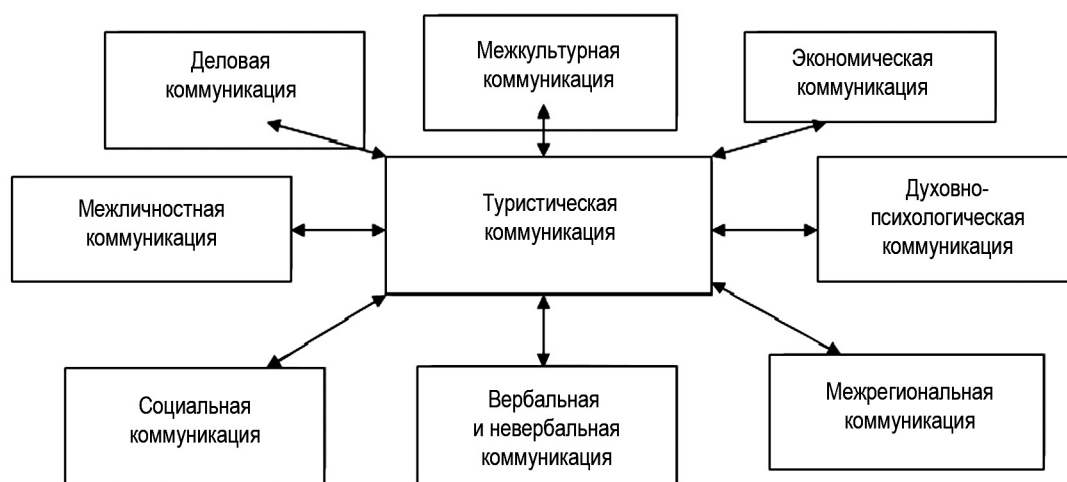 Деловая
коммуникация
Межкультурная
коммуникация
Экономическая
коммуникация
Межличностная
коммуникация
Туристическая
коммуникация
Духовно-
психологическая
коммуникация
Социальная
коммуникация
Вербальная
и невербальная
коммуникация
Межрегиональная
коммуникация